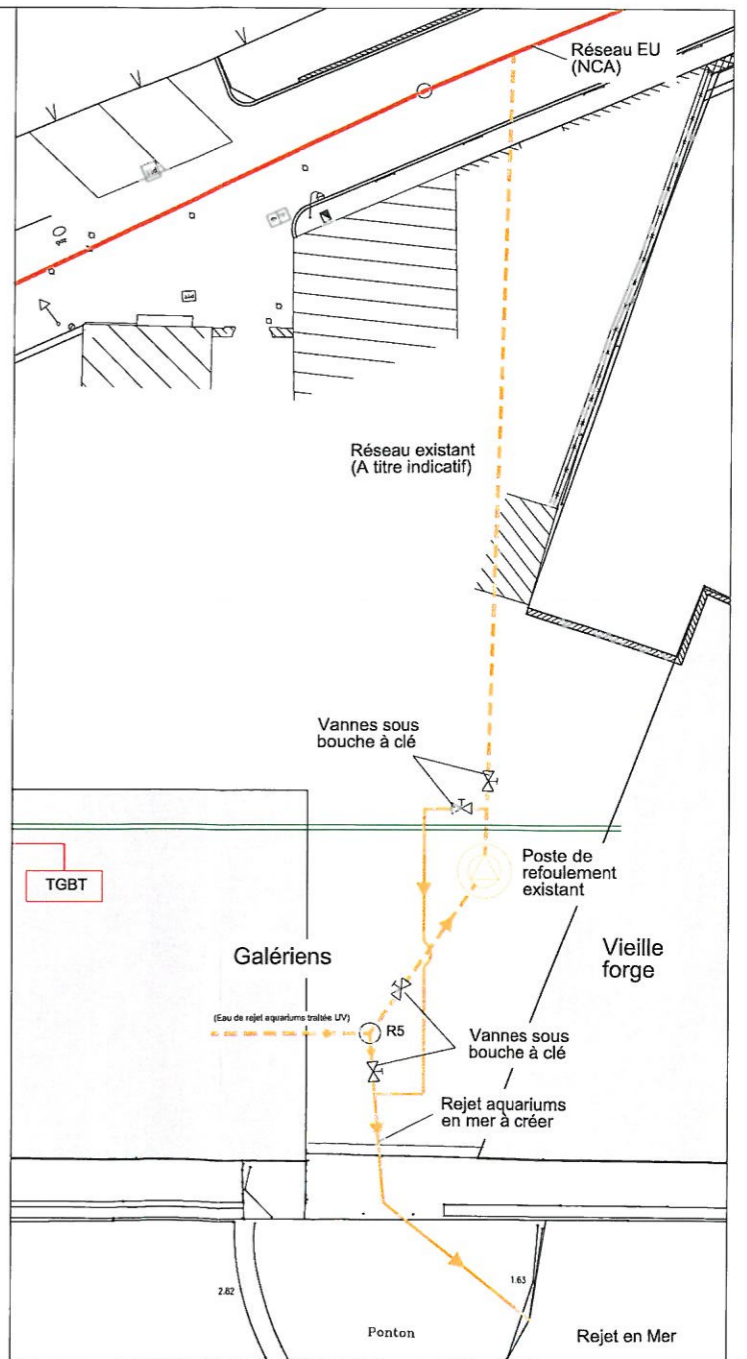 Réseau EU
(NCA)
Réseau existant
(A titre indicatif)
Vannes sous
bouche à clé
TGBT
Poste de
refoulement
existant
Galériens
Vieille
forge
(Eau de rejet aquariums traitée UV)
R5
Vannes sous
bouche à clé
Rejet aquariums
en mer à créer
2.82
1.63
Ponton
Rejet en Mer